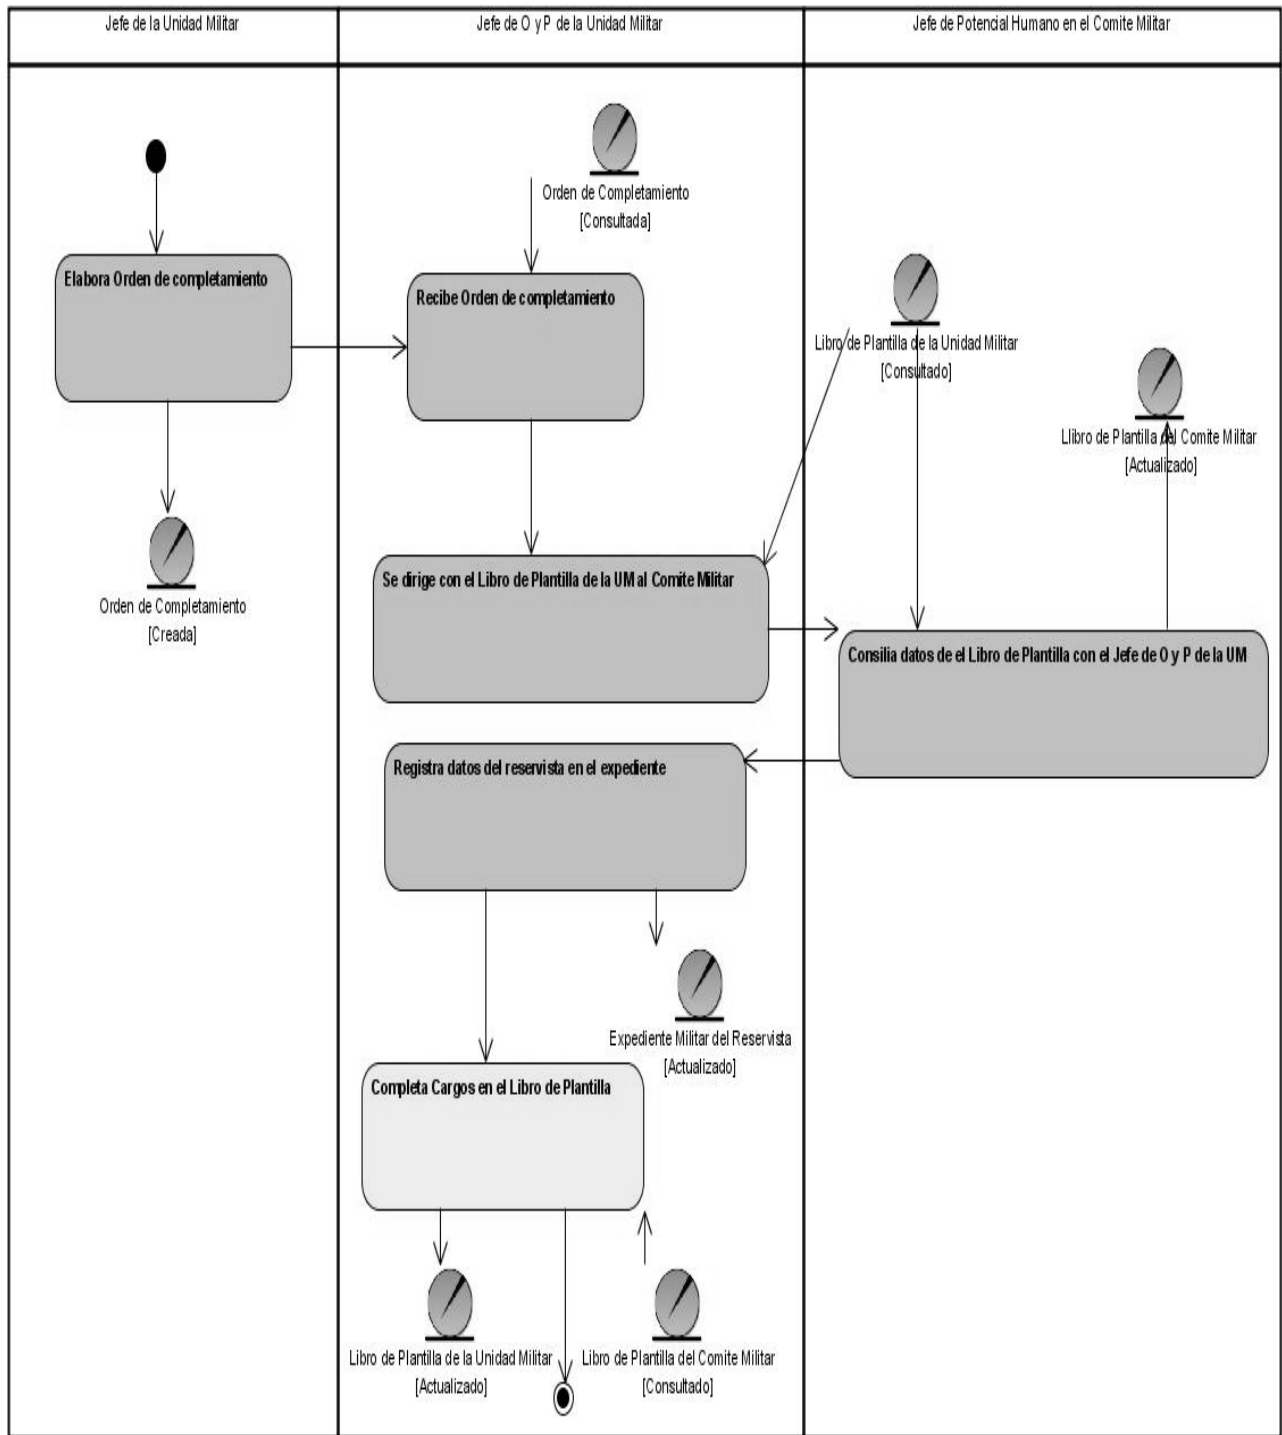 Jefe de la Unidad Militar
Jefe de O y P de la Unidad Militar
Jefe de Potencial Humano en el Comite Militar
Orden de Completamiento
[Consultada]
Elabora Orden de completamiento
Recibe Orden de completamiento
Libro de Plantilla de la Unidad Militar
[Consultado]
Llibro de Plantilla del Comite Militar
[Actualizado]
Orden de Completamiento
[Creada]
Se dirige con el Libro de Plantilla de la UM al Comite Militar
Consilia datos de el Libro de Plantilla con el Jefe de O y P de la UM
Registra datos del reservista en el expediente
Expediente Militar del Reservista
[Actualizado]
Completa Cargos en el Libro de Plantilla
Libro de Plantilla de la Unidad Militar
[Actualizado]
Libro de Plantilla del Comite Militar
[Consultado]